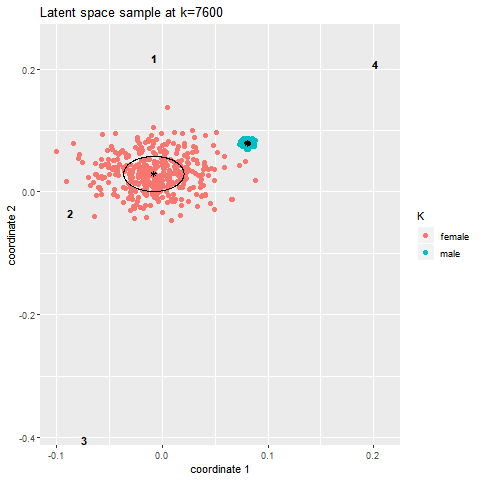 Latent space sample at k=7600
1
4
0.2
0.0
2
coordinate 2
K
female
male
-0.2
-0.4
3
-0.1
0.0
0.1
0.2
coordinate 1